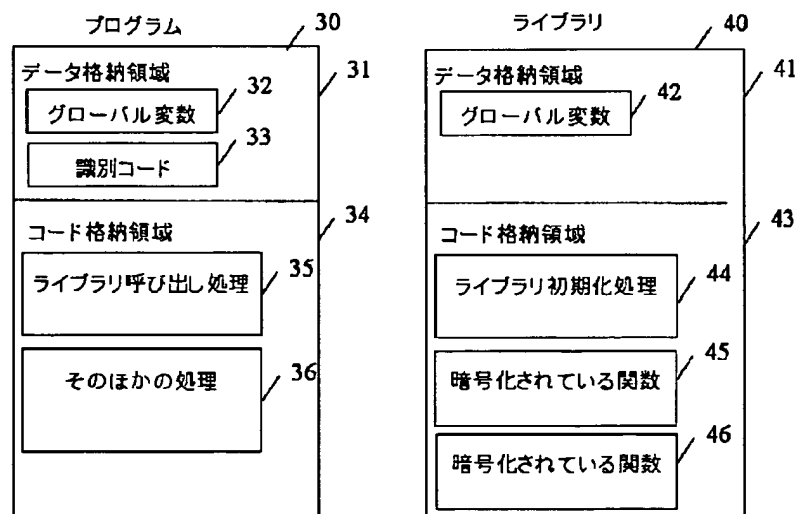 プログラム
30
データ格納領域
31
グローバル変数
32
識別コード
33
コード格納領域
34
ライブラリ呼び出し処理
35
そのほかの処理
36
ライブラリ
40
データ格納領域
41
グローバル変数
42
コード格納領域
43
ライブラリ初期化処理
44
暗号化されている関数
45
暗号化されている関数
46